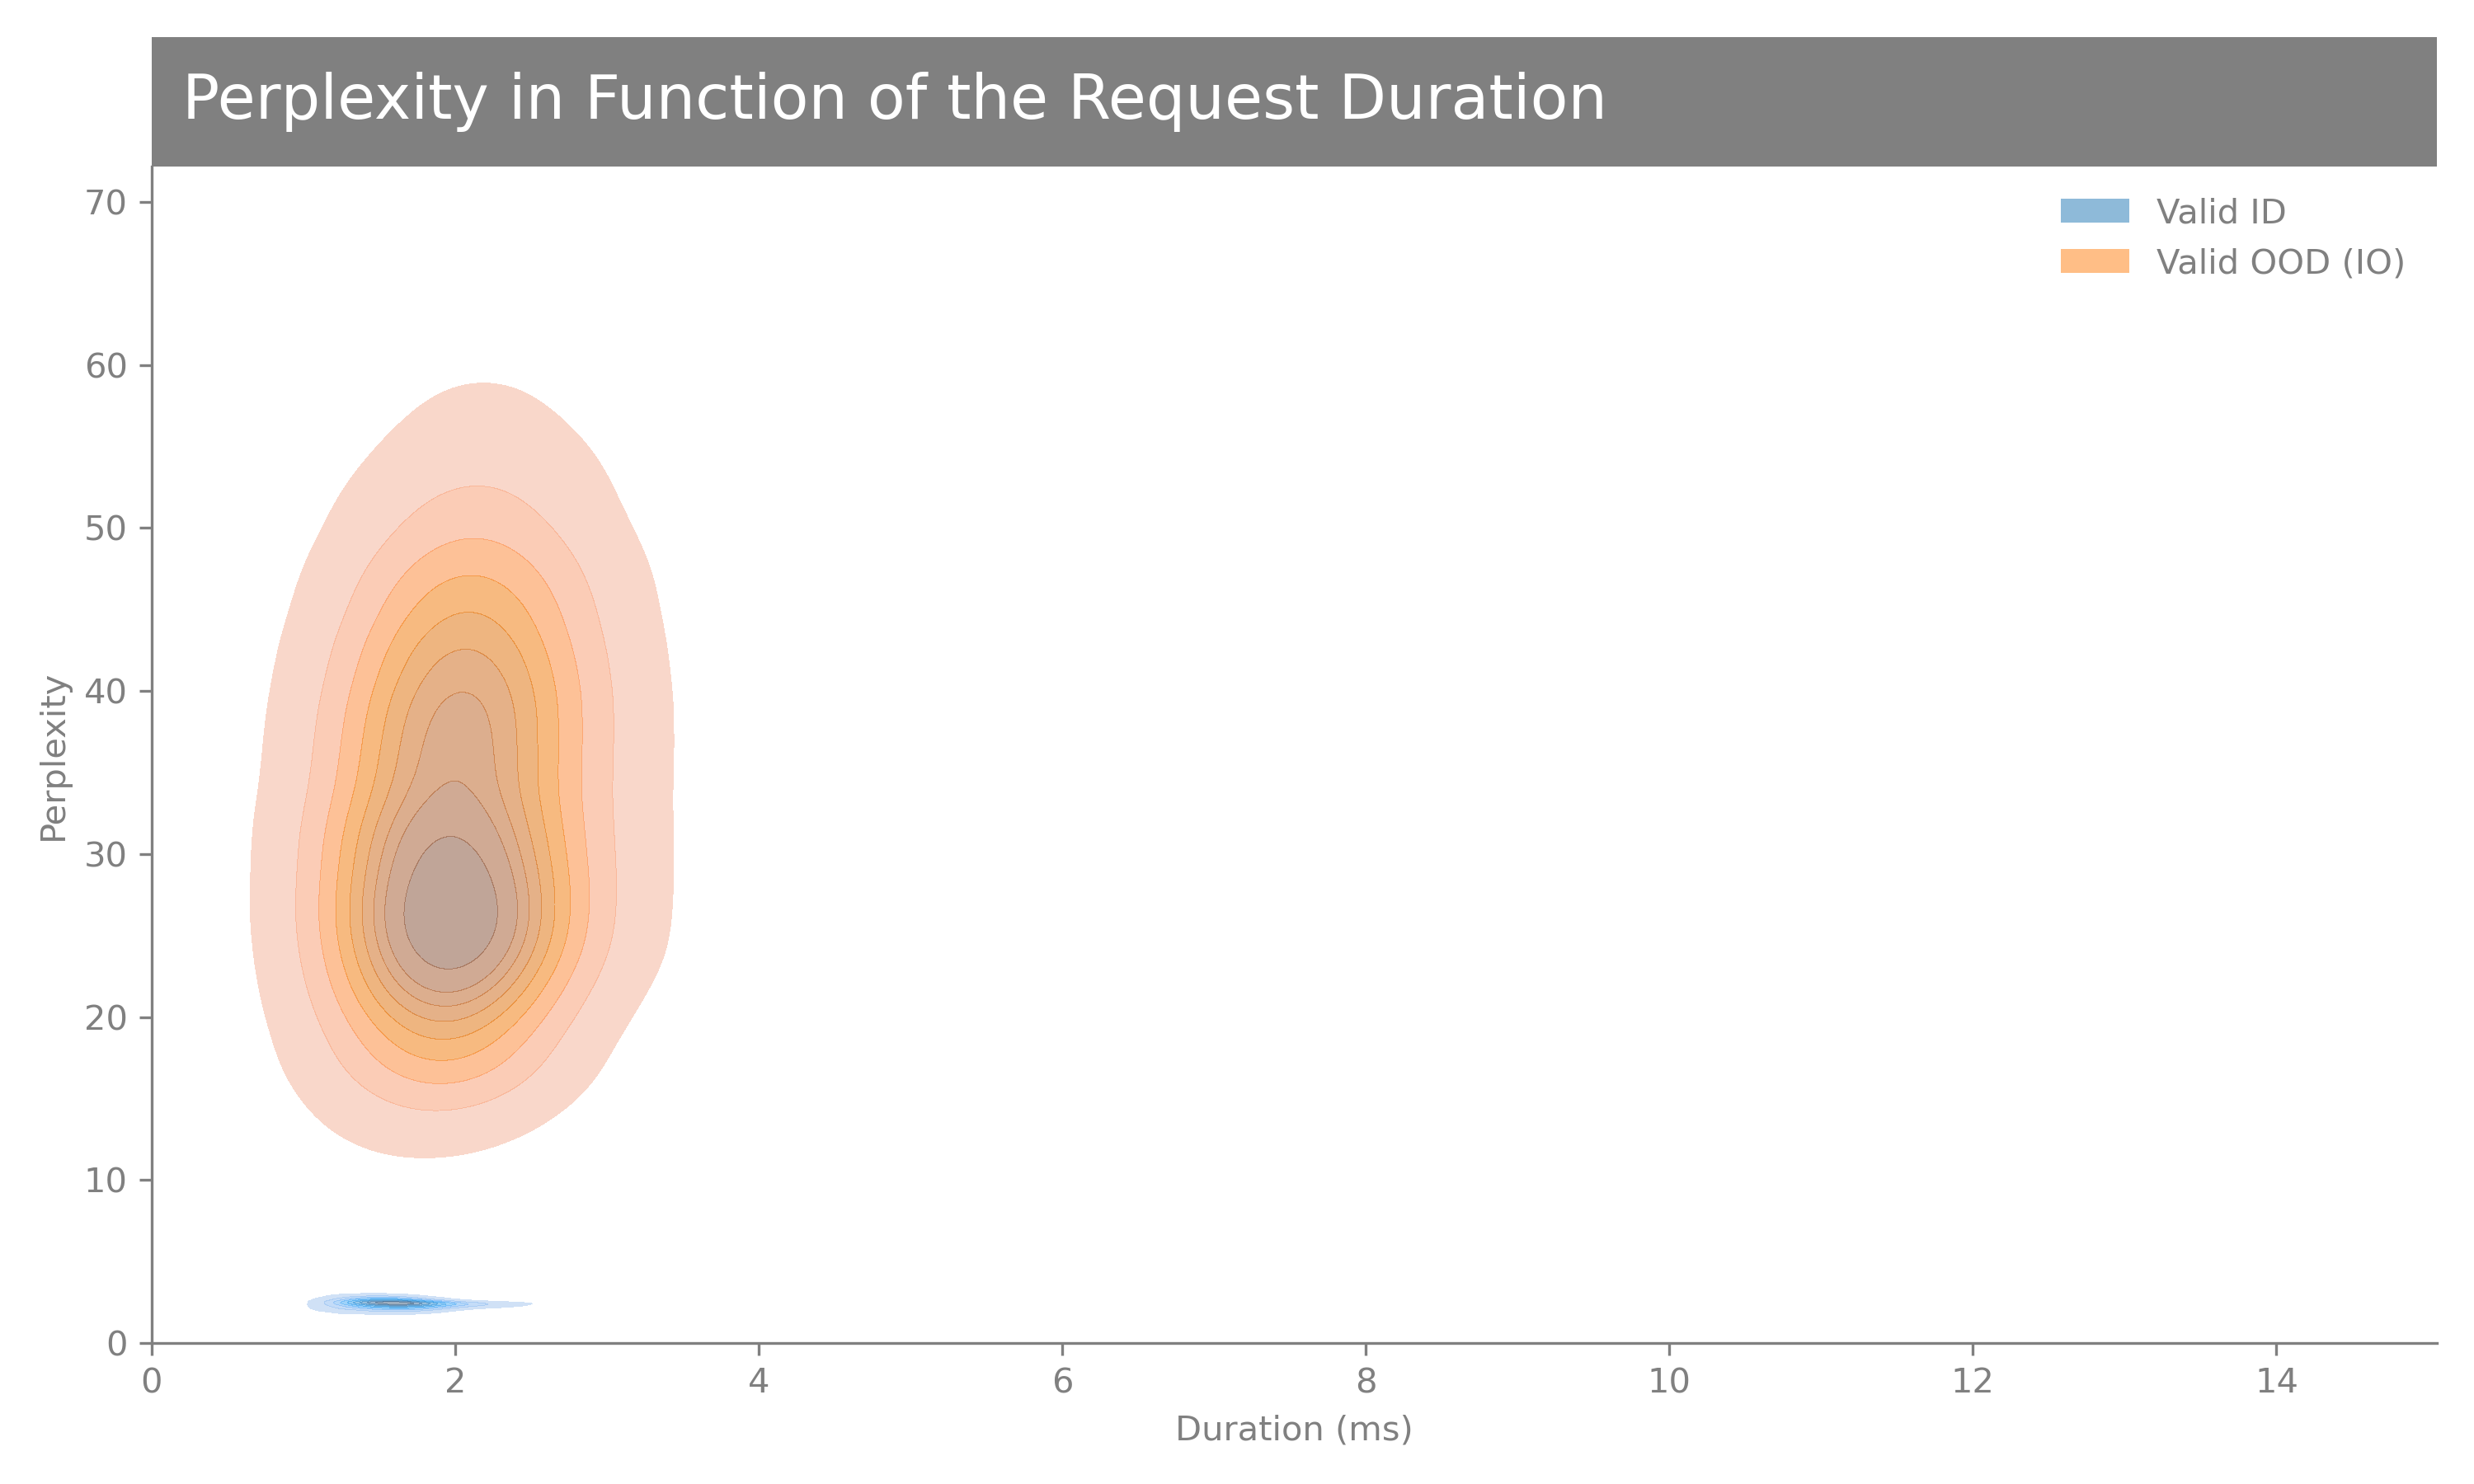 Perplexity in Function of the Request Duration
Valid ID
Valid OOD (IO)
70
60
50
40
30
20
10
0
Perplexity
0 2 4 6 8 10 12 14
Duration (ms)